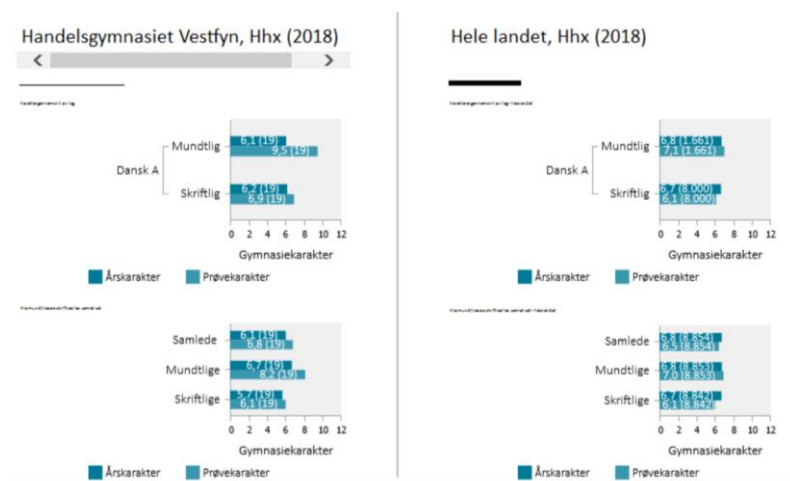 Handelsgymnasiet Vestfyn, Hhx (2018)
Dansk A
Mundtlig
6,1 (19)
9,5 (19)
Skriftlig
6,2 (19)
6,9 (19)
0 2 4 6 8 10 12
Gymnasiekarakter
Årskarakter Prøvekarakter
Samlede
6,1 (19)
6,8 (19)
Mundtlige
6,7 (19)
8,2 (19)
Skriftlige
5,7 (19)
6,1 (19)
0 2 4 6 8 10 12
Gymnasiekarakter
Årskarakter Prøvekarakter
Hele landet, Hhx (2018)
Dansk A
Mundtlig
6,8 (1.661)
7,1 (1.661)
Skriftlig
6,7 (8.000)
6,1 (8.000)
0 2 4 6 8 10 12
Gymnasiekarakter
Årskarakter Prøvekarakter
Samlede
6,8 (8.854)
6,5 (8.854)
Mundtlige
6,8 (8.853)
7,0 (8.853)
Skriftlige
6,7 (8.842)
6,1 (8.842)
0 2 4 6 8 10 12
Gymnasiekarakter
Årskarakter Prøvekarakter